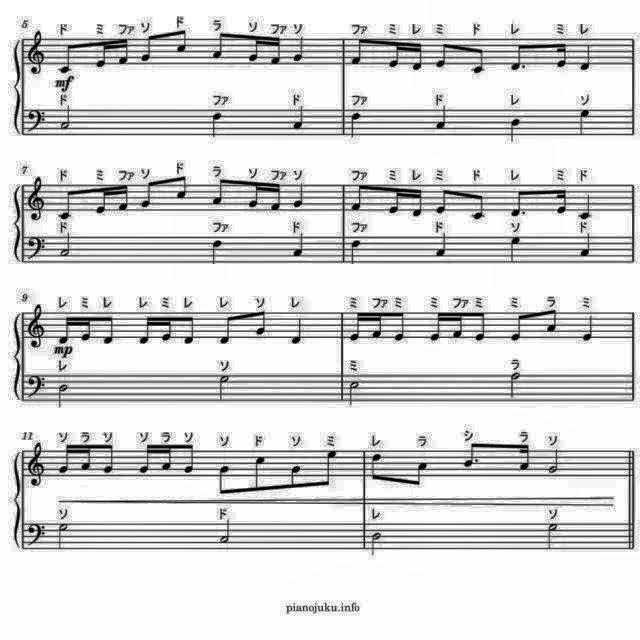 5 ド ミ ファ ソ ド ラ ソ ファ ソ ファ ミ レ ミ ド レ ミ レ
mf
ド ファ ド ファ ド レ ソ
7 ド ミ ファ ソ ド ラ ソ ファ ソ ファ ミ レ ミ ド レ ミ ド
ド ファ ド ファ ド ソ ド
9 レ ミ レ レ ミ レ レ ソ レ ミ ファ ミ ミ ファ ミ ミ ラ ミ
mp
レ ソ ミ ラ
11 ソ ラ ソ ソ ラ ソ ソ ド ソ ミ レ ラ シ ラ ソ
ソ ド レ ソ
pianojuku.info